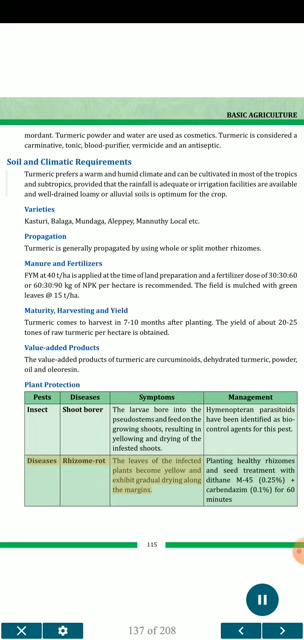 BASIC AGRICULTURE
mordant. Turmeric powder and water are used as cosmetics. Turmeric is considered a
carminative, tonic, blood-purifier, vermicide and an antiseptic.
Soil and Climatic Requirements
Turmeric prefers a warm and humid climate and can be cultivated in most of the tropics
and subtropics, provided that the rainfall is adequate or irrigation facilities are available
and well-drained loamy or alluvial soils is optimum for the crop.
Varieties
Kasturi, Balaga, Mundaga, Aleppey, Mannuthy Local etc.
Propagation
Turmeric is generally propagated by using whole or split mother rhizomes.
Manure and Fertilizers
FYM at 40 t/ha is applied at the time of land preparation and a fertilizer dose of 30:30:60
or 60:30:90 kg of NPK per hectare is recommended. The field is mulched with green
leaves @ 15 t/ha.
Maturity, Harvesting and Yield
Turmeric comes to harvest in 7-10 months after planting. The yield of about 20-25
tones of raw turmeric per hectare is obtained.
Value-added Products
The value-added products of turmeric are curcuminoids, dehydrated turmeric, powder,
oil and oleoresin.
Plant Protection
Pests Diseases Symptoms Management
Insect Shoot borer The larvae bore into the
pseudostems and feed on the
growing shoots, resulting in
yellowing and drying of the
infested shoots.
Hymenopteran parasitoids
have been identified as bio-
control agents for this pest.
Diseases Rhizome-rot The leaves of the infected
plants become yellow and
exhibit gradual drying along
the margins.
Planting healthy rhizomes
and seed treatment with
dithane M-45 (0.25%) +
carbendazim (0.1%) for 60
minutes
115
137 of 208